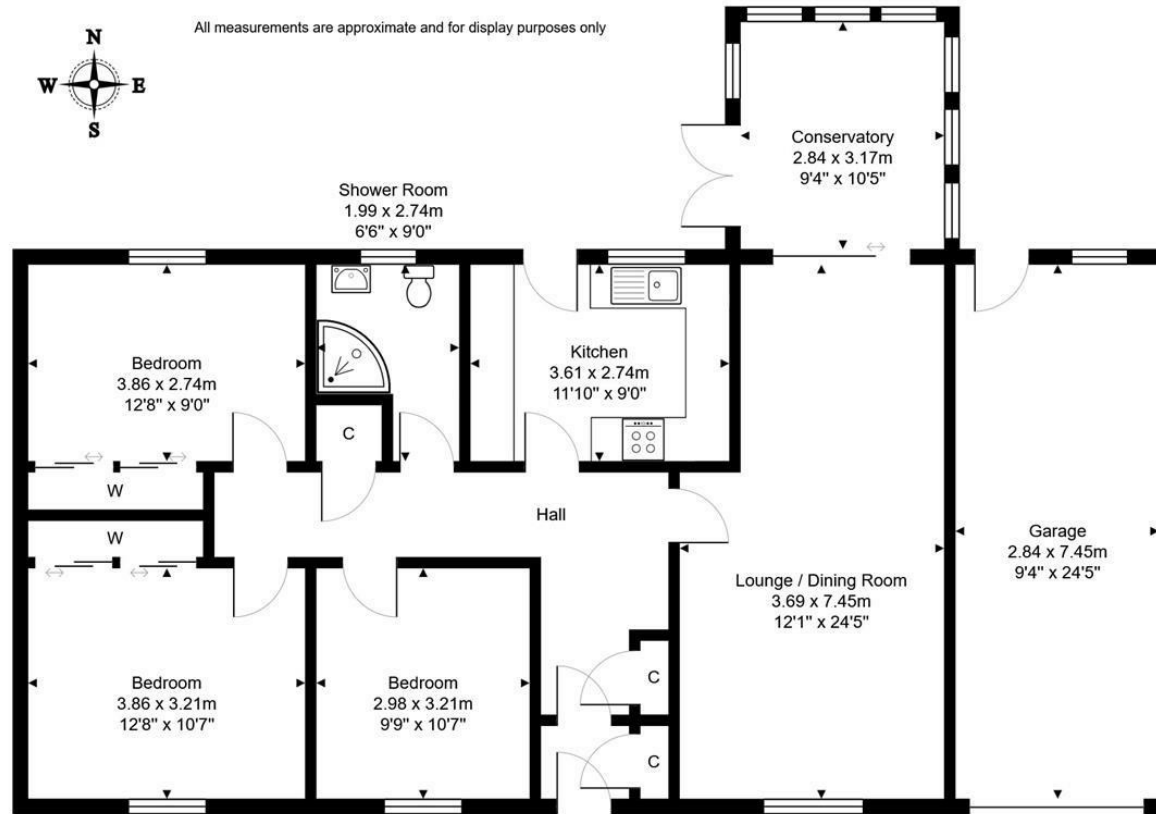 All measurements are approximate and for display purposes only
N
W
E
S
Conservatory
2.84 x 3.17m
9'4" x 10'5"
Shower Room
1.99 x 2.74m
6'6" x 9'0"
Bedroom
3.86 x 2.74m
12'8" x 9'0"
Kitchen
3.61 x 2.74m
11'10" x 9'0"
C
W
W
Hall
Lounge / Dining Room
3.69 x 7.45m
12'1" x 24'5"
Garage
2.84 x 7.45m
9'4" x 24'5"
Bedroom
3.86 x 3.21m
12'8" x 10'7"
Bedroom
2.98 x 3.21m
9'9" x 10'7"
C
C